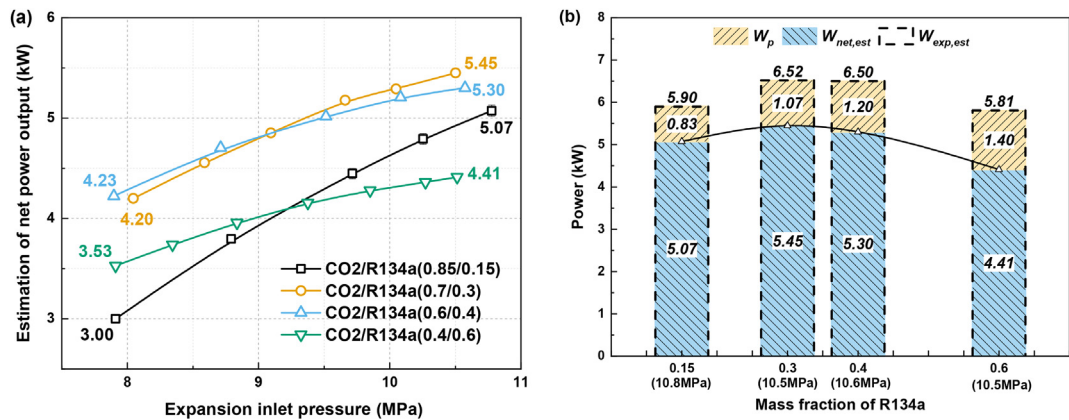 (a)
Estimation of net power output (kW)
6
5
4
3
5.45
5.30
5.07
4.23
4.20
4.41
3.53
3.00
CO2/R134a(0.85/0.15)
CO2/R134a(0.7/0.3)
CO2/R134a(0.6/0.4)
CO2/R134a(0.4/0.6)
8 9 10 11
Expansion inlet pressure (MPa)
(b)
Power (kW)
8
7
6
5
4
3
2
1
0
Wp Wnet,est Wexp,est
5.90 6.52 6.50 5.81
0.83 1.07 1.20 1.40
5.07 5.45 5.30 4.41
0.15 0.3 0.4 0.6
(10.8MPa) (10.5MPa) (10.6MPa) (10.5MPa)
Mass fraction of R134a